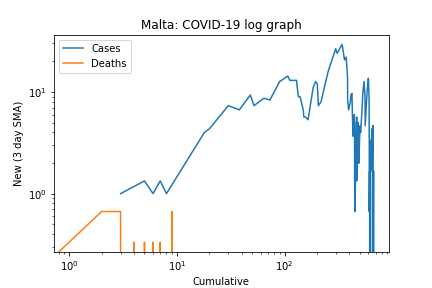 Malta: COVID-19 log graph
Cases
Deaths
New (3 day SMA)
10¹
10⁰
10⁰
10¹
10²
Cumulative